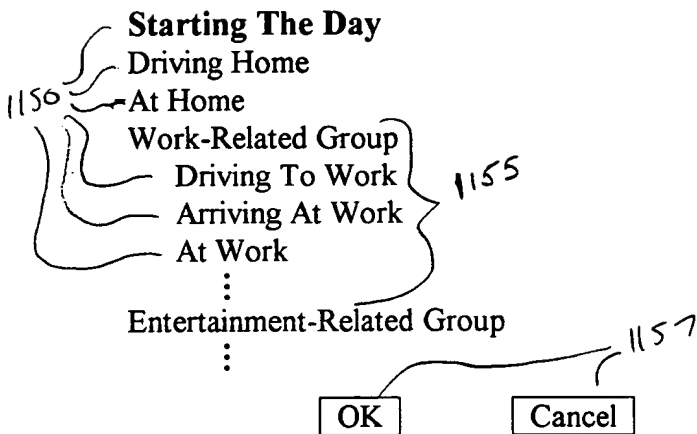 Starting The Day
Driving Home
1150
At Home
Work-Related Group
Driving To Work
1155
Arriving At Work
At Work
⋮
Entertainment-Related Group
1157
⋮
OK Cancel